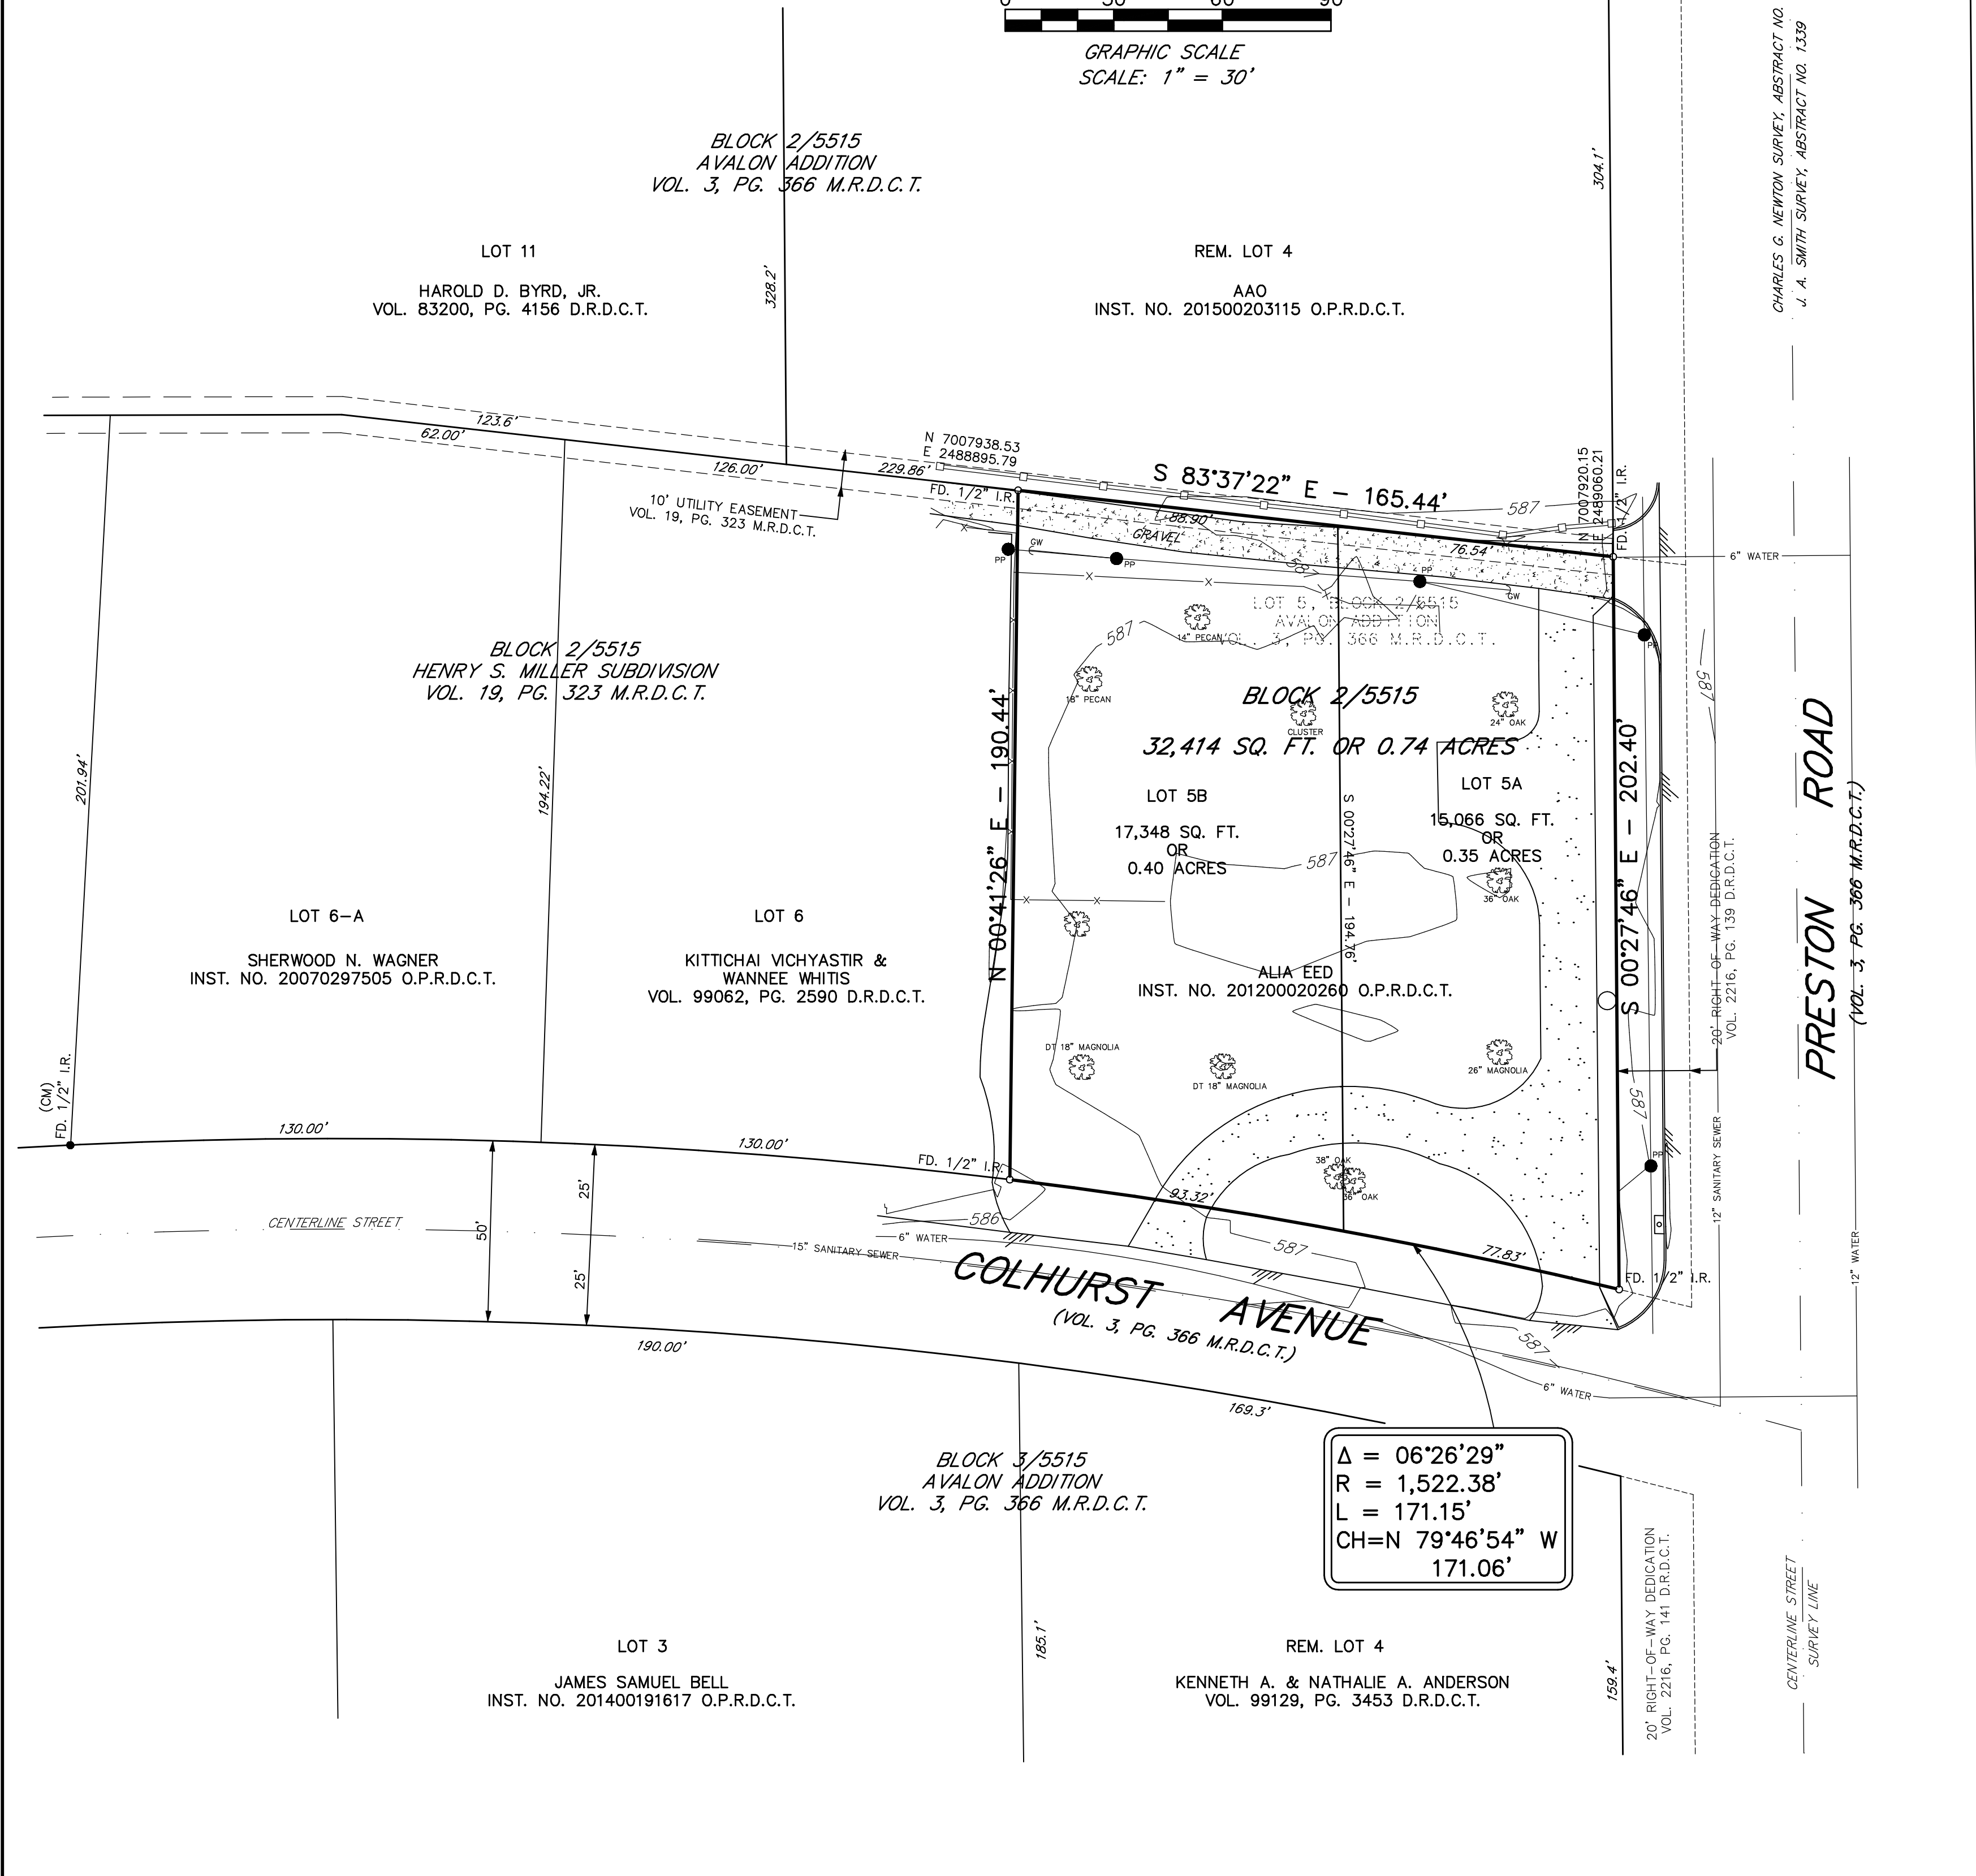 GRAPHIC SCALE
SCALE: 1" = 30'
BLOCK 2/5515
AVALON ADDITION
VOL. 3, PG. 366 M.R.D.C.T.
LOT 11
HAROLD D. BYRD, JR.
VOL. 83200, PG. 4156 D.R.D.C.T.
328.2'
REM. LOT 4
AAO
INST. NO. 201500203115 O.P.R.D.C.T.
304.1'
CHARLES G. NEWTON SURVEY, ABSTRACT NO.
J. A. SMITH SURVEY, ABSTRACT NO. 1339
123.6'
62.00'
126.00'
229.86'
10' UTILITY EASEMENT
VOL. 19, PG. 323 M.R.D.C.T.
N 7007938.53
E 2488895.79
FD. 1/2" I.R.
S 83°37'22" E - 165.44'
587
N 7007920.15
E 2489060.21
FD. 1/2" I.R.
88.90'
GRAVEL
76.54'
6" WATER
GW
PP
PP
587
PP
GW
PP
LOT 5, BLOCK 2/5515
AVALON ADDITION
VOL. 3, PG. 366 M.R.D.C.T.
14" PECAN
587
18" PECAN
BLOCK 2/5515
HENRY S. MILLER SUBDIVISION
VOL. 19, PG. 323 M.R.D.C.T.
BLOCK 2/5515
CLUSTER
24" OAK
32,414 SQ. FT. OR 0.74 ACRES
587
201.94'
194.22'
N 00°41'26" E - 190.44'
LOT 5B
17,348 SQ. FT.
OR
0.40 ACRES
S 00°27'46" E - 194.76'
LOT 5A
15,066 SQ. FT.
OR
0.35 ACRES
587
36" OAK
S 00°27'46" E - 202.40'
20' RIGHT-OF-WAY DEDICATION
VOL. 2216, PG. 139 D.R.D.C.T.
PRESTON ROAD
(VOL. 3, PG. 366 M.R.D.C.T.)
LOT 6-A
SHERWOOD N. WAGNER
INST. NO. 20070297505 O.P.R.D.C.T.
LOT 6
KITTICHAI VICHYASTIR &
WANNEE WHITIS
VOL. 99062, PG. 2590 D.R.D.C.T.
ALIA EED
INST. NO. 201200020260 O.P.R.D.C.T.
DT 18" MAGNOLIA
DT 18" MAGNOLIA
26" MAGNOLIA
587
12" SANITARY SEWER
12" WATER
PP
(CM)
FD. 1/2" I.R.
130.00'
130.00'
FD. 1/2" I.R.
38" OAK
36" OAK
93.32'
77.83'
FD. 1/2" I.R.
25'
50'
25'
CENTERLINE STREET
586
6" WATER
15" SANITARY SEWER
587
587
COLHURST AVENUE
(VOL. 3, PG. 366 M.R.D.C.T.)
6" WATER
190.00'
169.3'
Δ = 06°26'29"
R = 1,522.38'
L = 171.15'
CH=N 79°46'54" W
171.06'
BLOCK 3/5515
AVALON ADDITION
VOL. 3, PG. 366 M.R.D.C.T.
185.1'
159.4'
20' RIGHT-OF-WAY DEDICATION
VOL. 2216, PG. 141 D.R.D.C.T.
CENTERLINE STREET
SURVEY LINE
LOT 3
JAMES SAMUEL BELL
INST. NO. 201400191617 O.P.R.D.C.T.
REM. LOT 4
KENNETH A. & NATHALIE A. ANDERSON
VOL. 99129, PG. 3453 D.R.D.C.T.